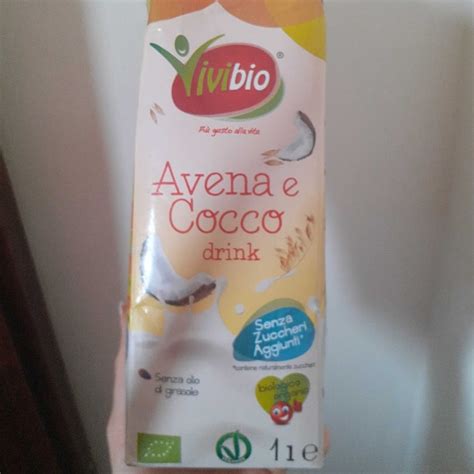 Vivibio®
Più gusto alla vita
Avena e
Cocco
drink
Senza
Zuccheri
Aggiunti*
*contiene naturalmente zuccheri
Senza olio
di girasole
biologico
organic
1 l e